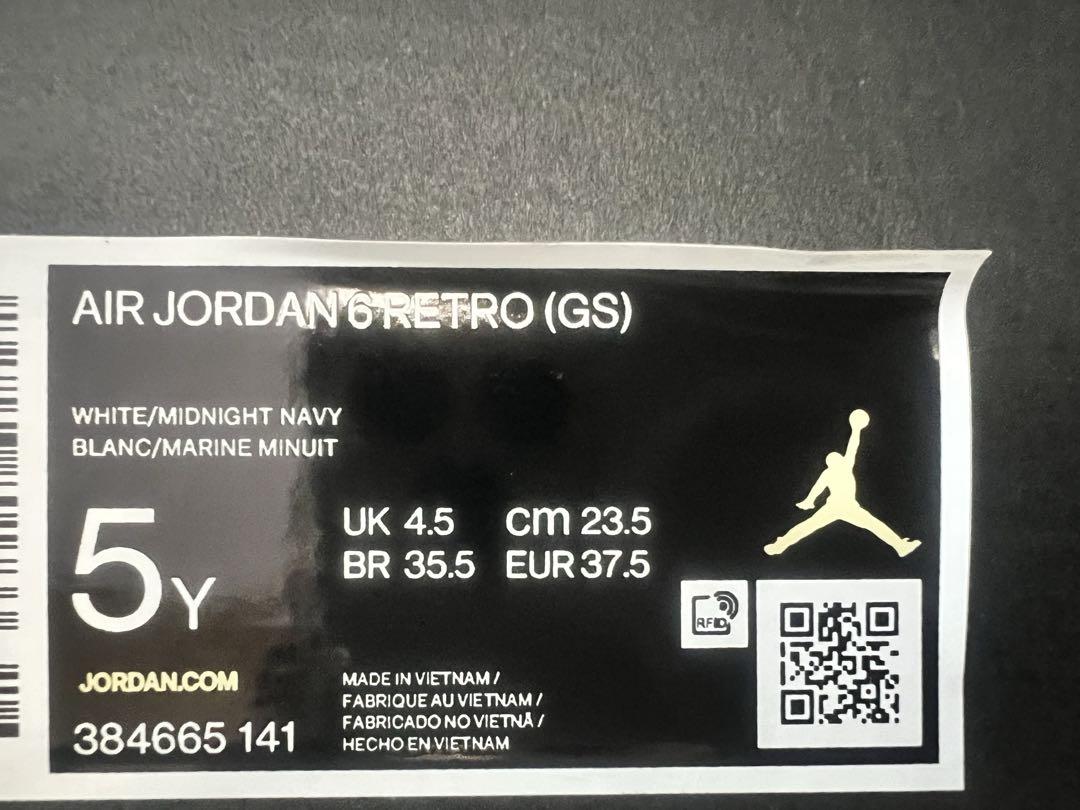 AIR JORDAN 6 RETRO (GS)
WHITE/MIDNIGHT NAVY
BLANC/MARINE MINUIT
5Y
UK 4.5 cm 23.5
BR 35.5 EUR 37.5
RFID
JORDAN.COM
384665 141
MADE IN VIETNAM /
FABRIQUE AU VIETNAM /
FABRICADO NO VIETNÃ /
HECHO EN VIETNAM